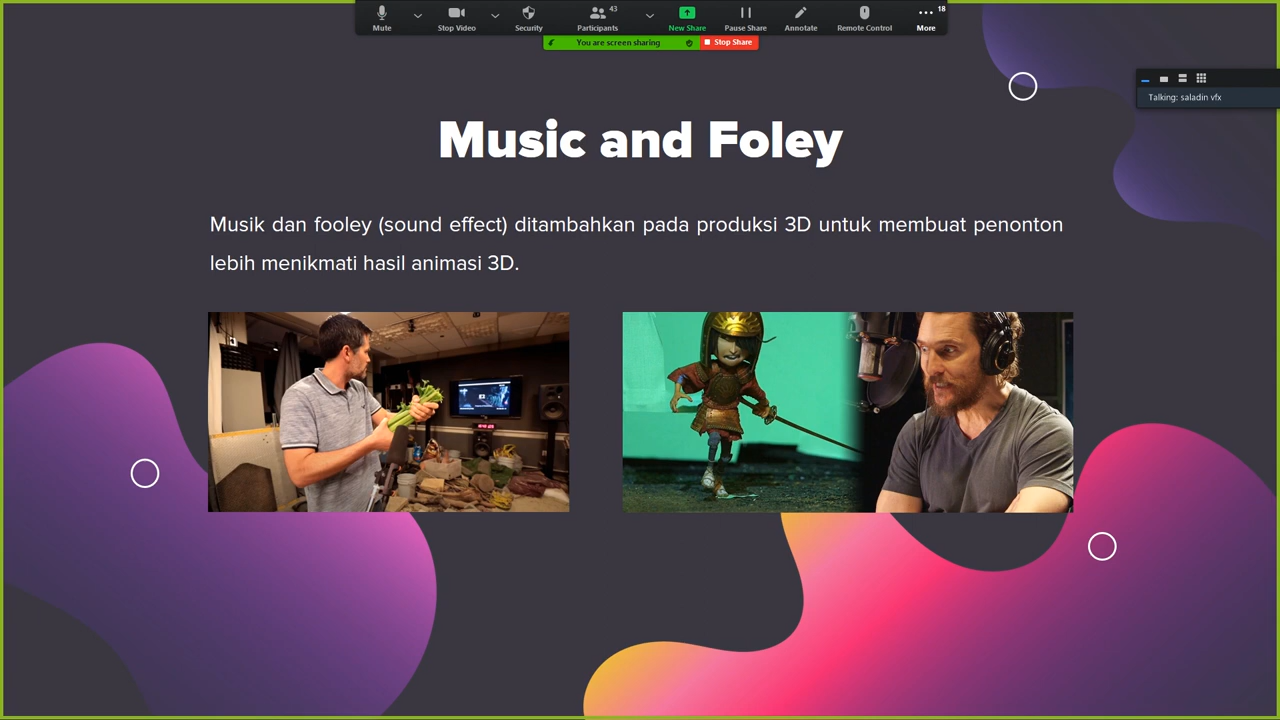 43
18
Mute
Stop Video
Security
Participants
New Share
Pause Share
Annotate
Remote Control
More
You are screen sharing
Stop Share
Talking: saladin vfx
Music and Foley
Musik dan fooley (sound effect) ditambahkan pada produksi 3D untuk membuat penonton
lebih menikmati hasil animasi 3D.